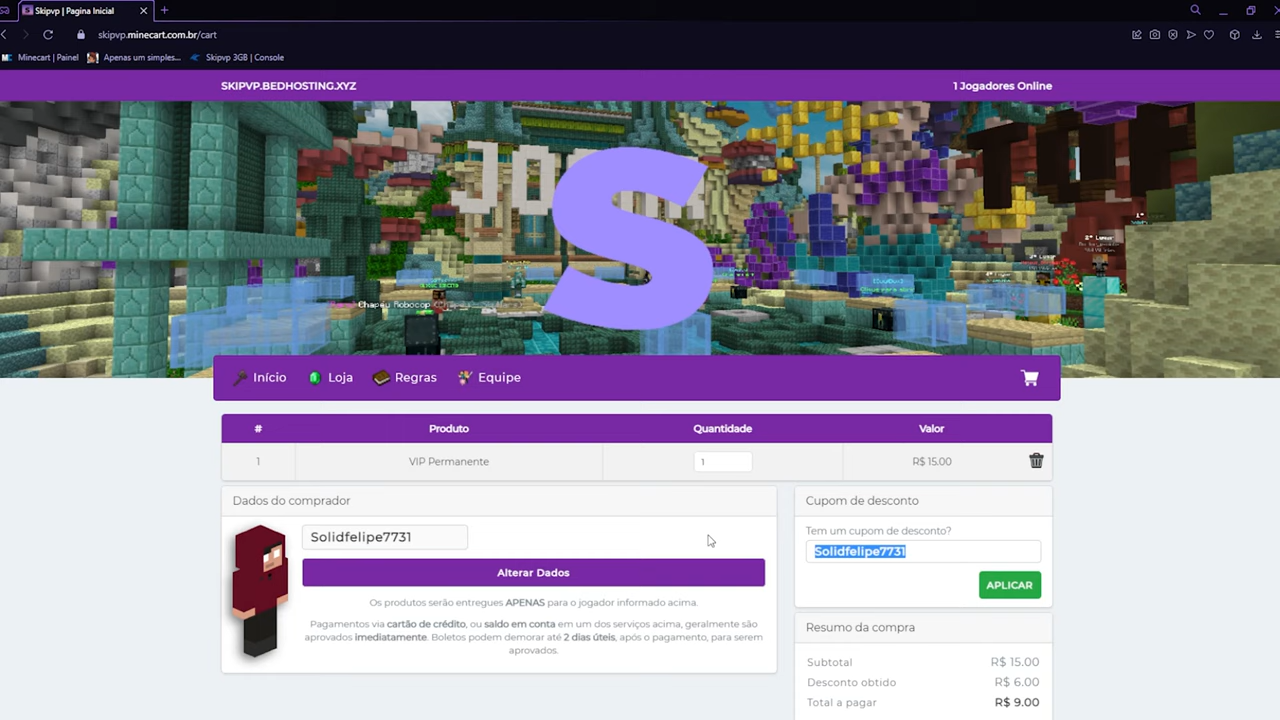 Skipvp | Pagina Inicial
skipvp.minecart.com.br/cart
Minecart | Painel
Apenas um simples...
Skipvp 3GB | Console
SKIPVP.BEDHOSTING.XYZ
1 Jogadores Online
S
Chapéu Robocop
Início
Loja
Regras
Equipe
# Produto Quantidade Valor
1 VIP Permanente 1 R$ 15.00
Dados do comprador
Solidfelipe7731
Alterar Dados
Os produtos serão entregues APENAS para o jogador informado acima.
Pagamentos via cartão de crédito, ou saldo em conta em um dos serviços acima, geralmente são
aprovados imediatamente. Boletos podem demorar até 2 dias úteis, após o pagamento, para serem
aprovados.
Cupom de desconto
Tem um cupom de desconto?
Solidfelipe7731
APLICAR
Resumo da compra
Subtotal R$ 15.00
Desconto obtido R$ 6.00
Total a pagar R$ 9.00